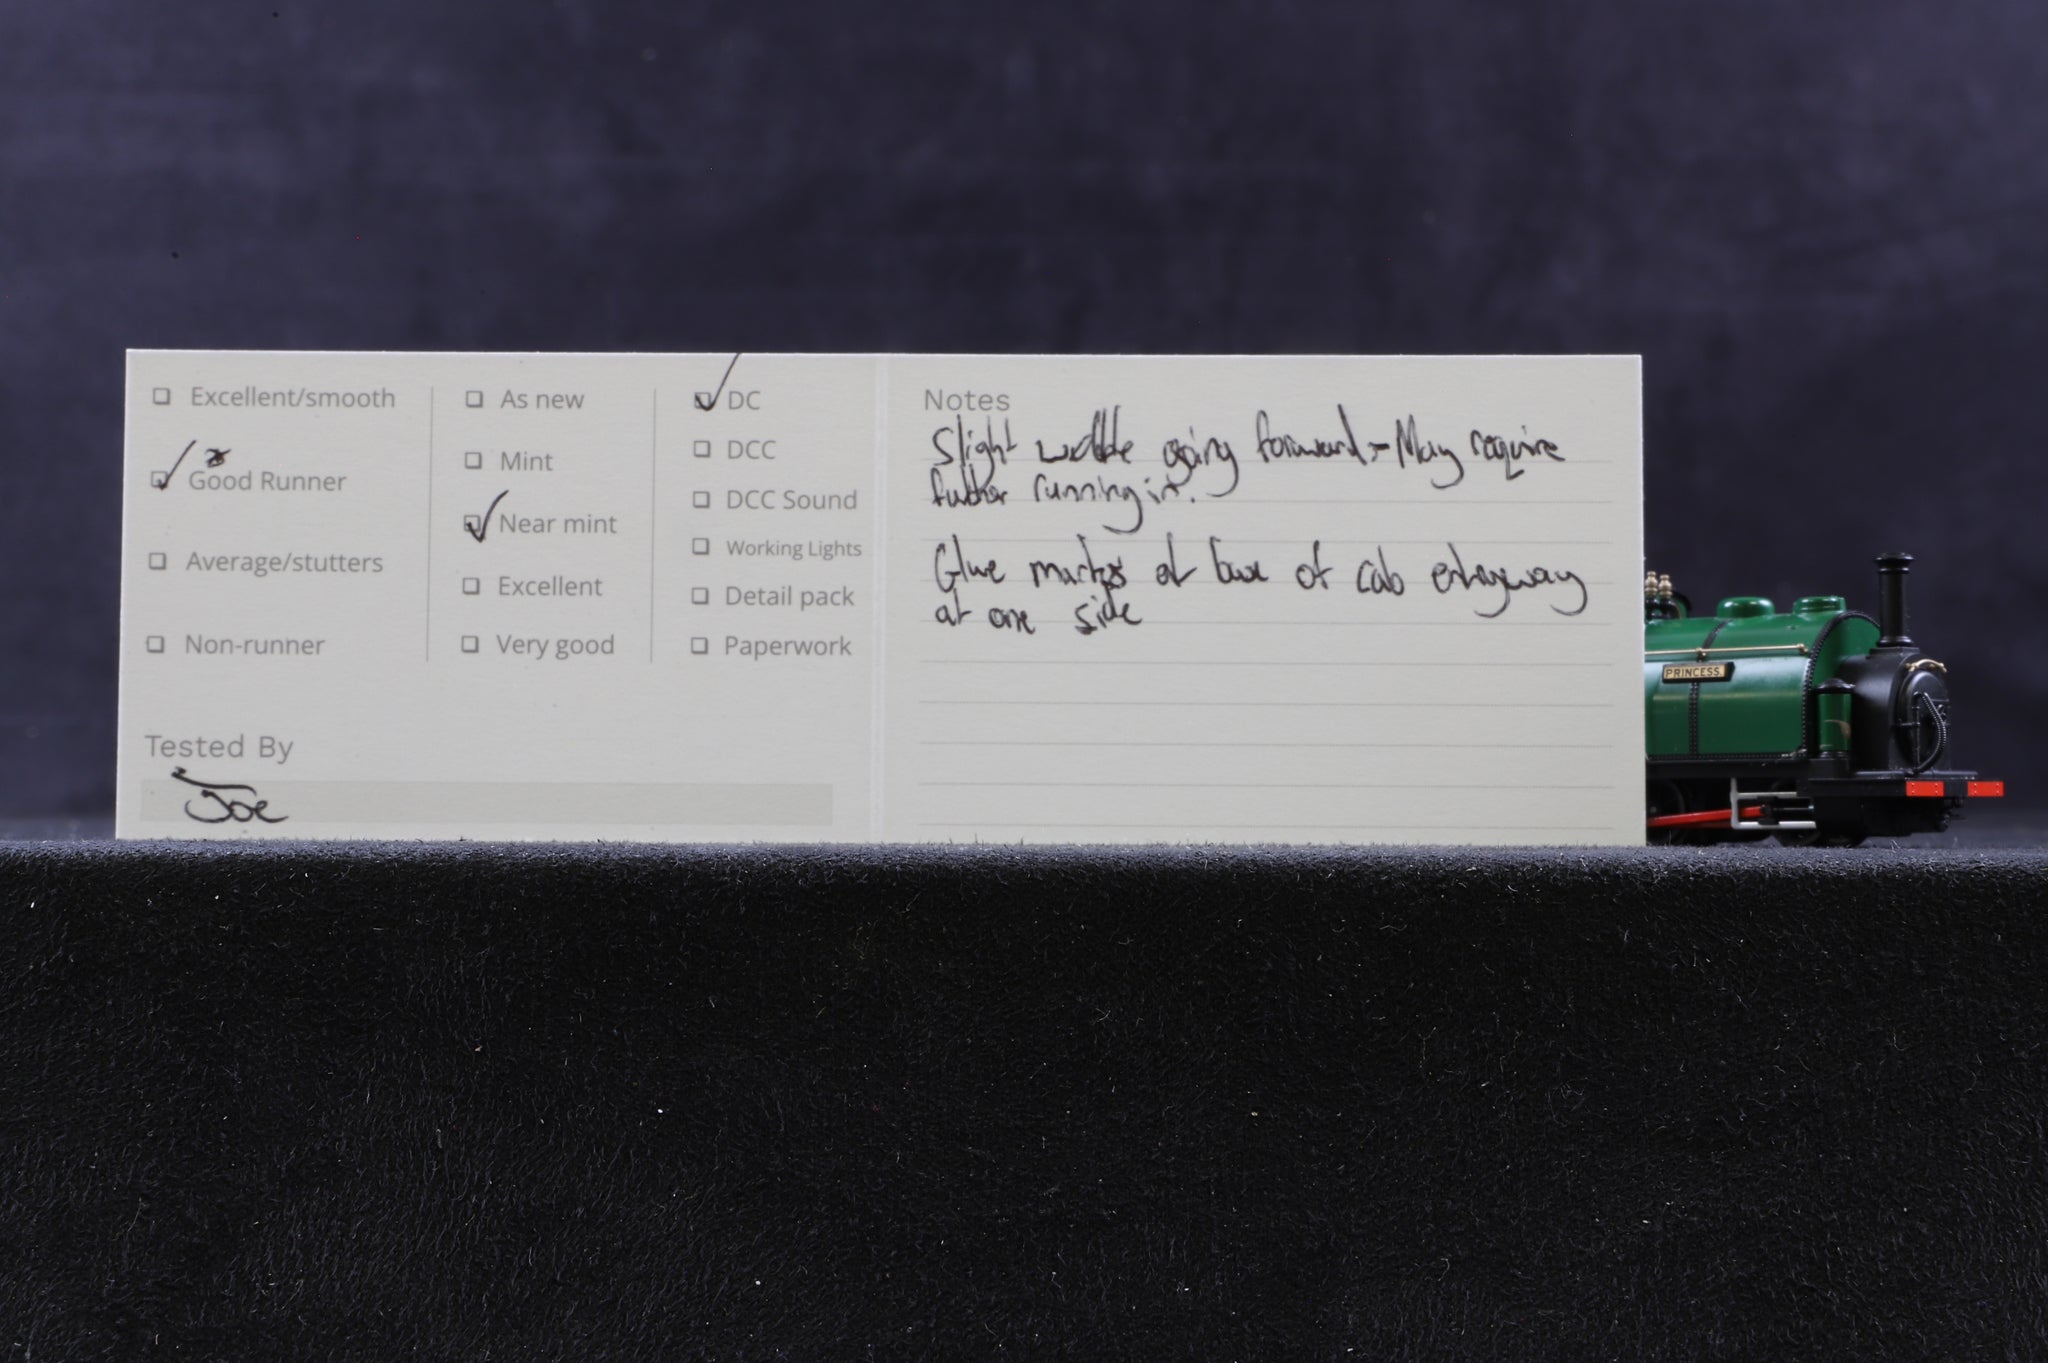 Excellent/smooth
Good Runner
Average/stutters
Non-runner
As new
Mint
Near mint
Excellent
Very good
DC
DCC
DCC Sound
Working Lights
Detail pack
Paperwork
Tested By
Joe
Notes
Slight wobble going forward - May require
further running in.
Glue marks at base of cab entryway
at one side
PRINCESS